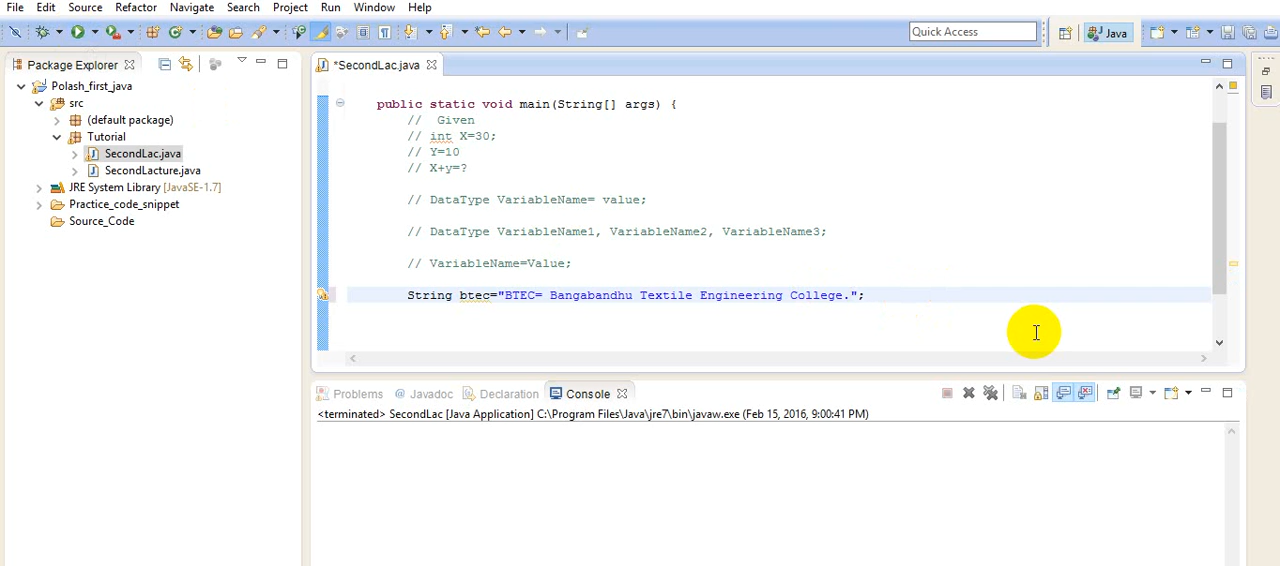 File Edit Source Refactor Navigate Search Project Run Window Help
Quick Access
Java
Package Explorer
*SecondLac.java
Polash_first_java
src
(default package)
Tutorial
SecondLac.java
SecondLacture.java
JRE System Library [JavaSE-1.7]
Practice_code_snippet
Source_Code
public static void main(String[] args) {
// Given
// int X=30;
// Y=10
// X+y=?
// DataType VariableName= value;
// DataType VariableName1, VariableName2, VariableName3;
// VariableName=Value;
String btec="BTEC= Bangabandhu Textile Engineering College.";
Problems @ Javadoc Declaration Console
<terminated> SecondLac [Java Application] C:\Program Files\Java\jre7\bin\javaw.exe (Feb 15, 2016, 9:00:41 PM)